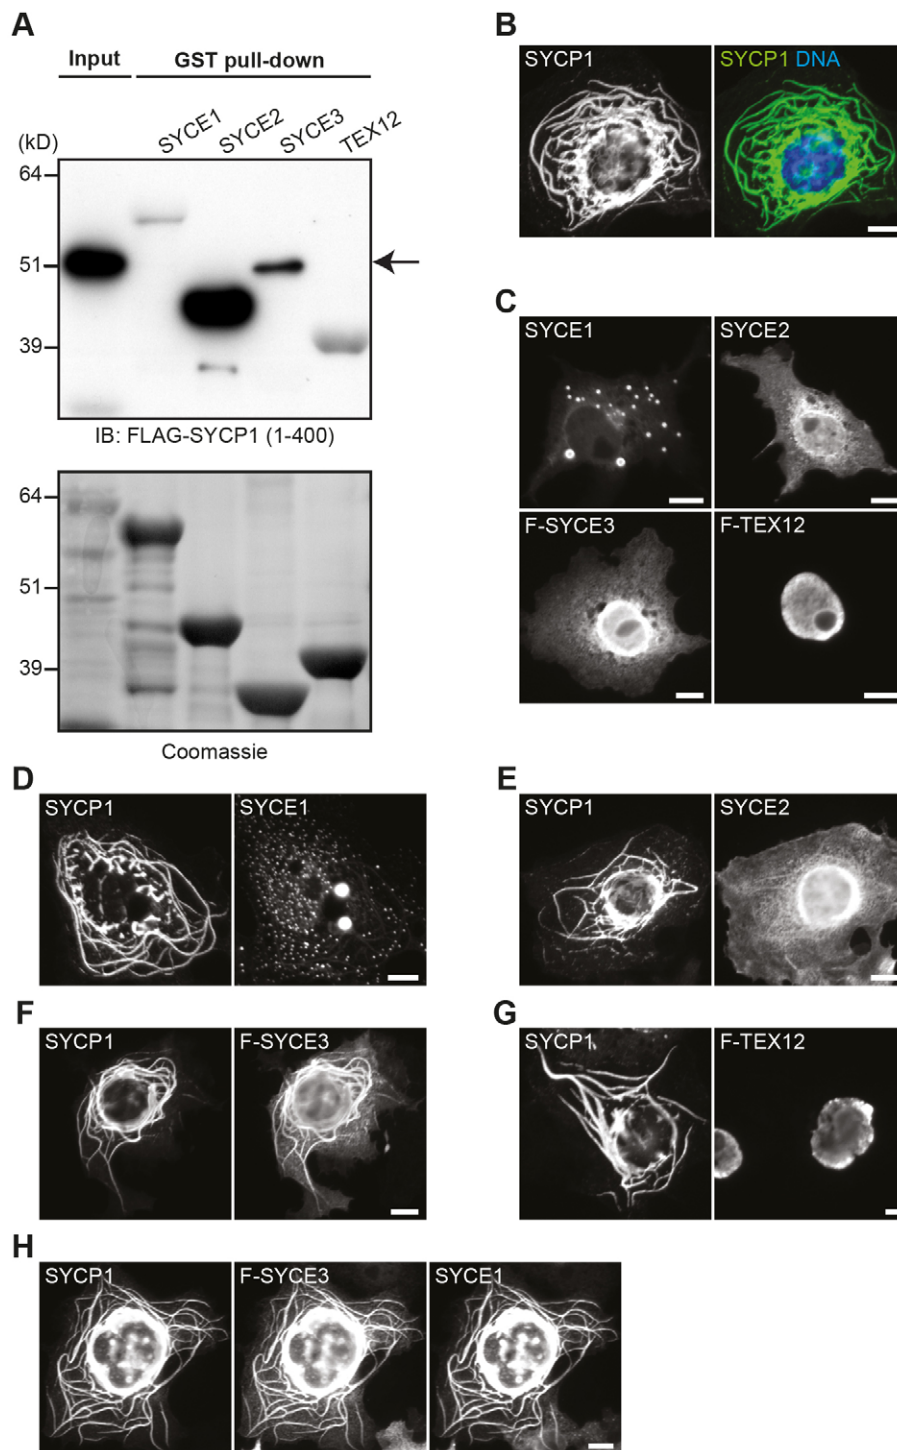 A
Input
GST pull-down
(kD)
SYCE1
SYCE2
SYCE3
TEX12
64
51
39
IB: FLAG-SYCP1 (1-400)
64
51
39
Coomassie
B
SYCP1
SYCP1 DNA
C
SYCE1
SYCE2
F-SYCE3
F-TEX12
D
SYCP1
SYCE1
E
SYCP1
SYCE2
F
SYCP1
F-SYCE3
G
SYCP1
F-TEX12
H
SYCP1
F-SYCE3
SYCE1